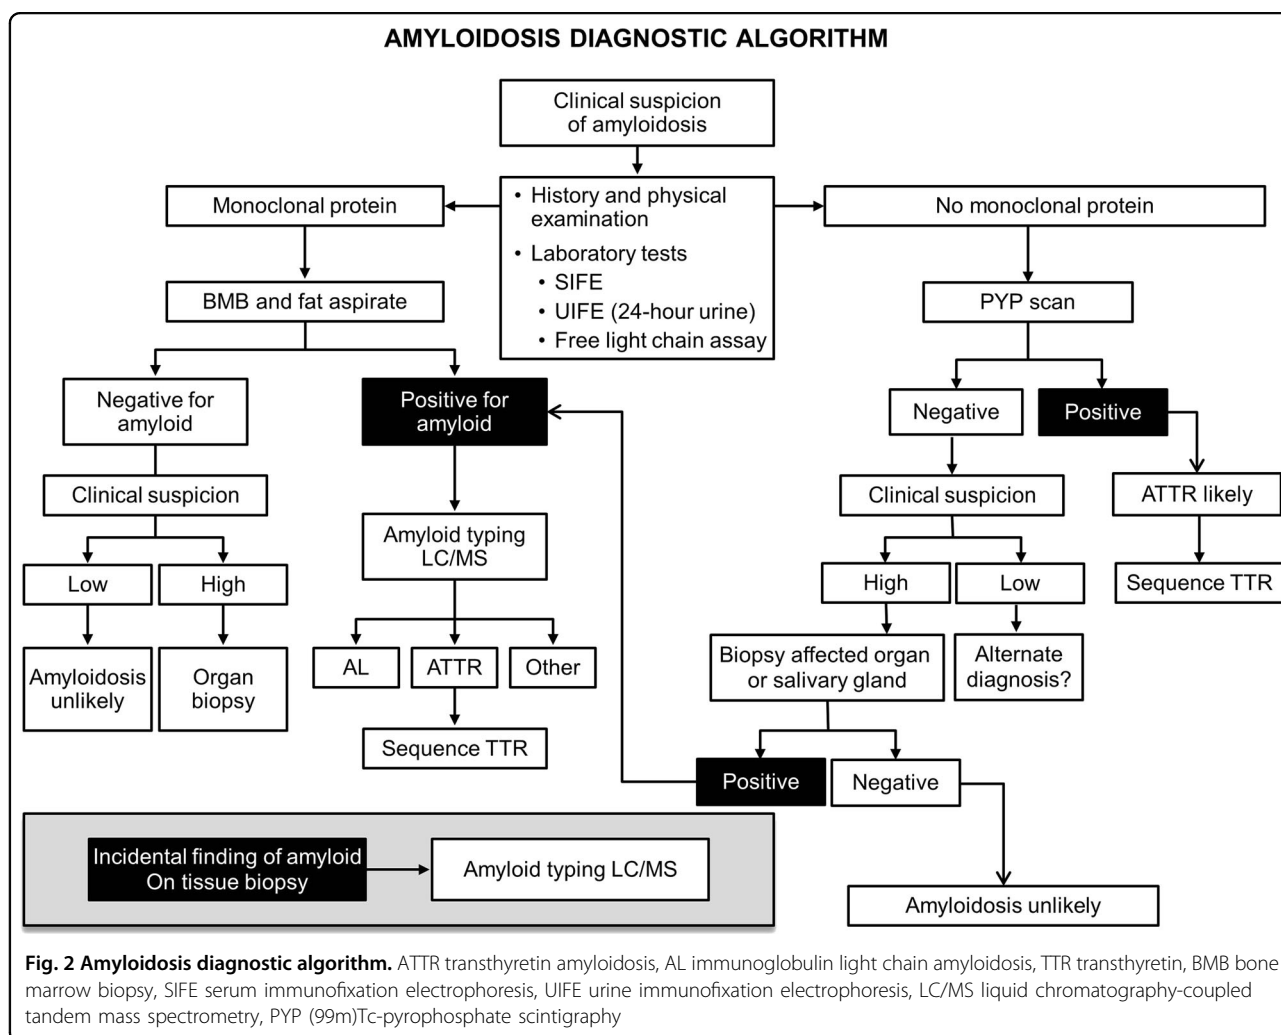 AMYLOIDOSIS DIAGNOSTIC ALGORITHM
Clinical suspicion
of amyloidosis
• History and physical
examination
• Laboratory tests
• SIFE
• UIFE (24-hour urine)
• Free light chain assay
Monoclonal protein
No monoclonal protein
BMB and fat aspirate
PYP scan
Negative for
amyloid
Positive for
amyloid
Negative
Positive
Clinical suspicion
Amyloid typing
LC/MS
Clinical suspicion
ATTR likely
Low
High
High
Low
Sequence TTR
Amyloidosis
unlikely
Organ
biopsy
AL
ATTR
Other
Biopsy affected organ
or salivary gland
Alternate
diagnosis?
Sequence TTR
Positive
Negative
Incidental finding of amyloid
On tissue biopsy
Amyloid typing LC/MS
Amyloidosis unlikely
Fig. 2 Amyloidosis diagnostic algorithm. ATTR transthyretin amyloidosis, AL immunoglobulin light chain amyloidosis, TTR transthyretin, BMB bone
marrow biopsy, SIFE serum immunofixation electrophoresis, UIFE urine immunofixation electrophoresis, LC/MS liquid chromatography-coupled
tandem mass spectrometry, PYP (99m)Tc-pyrophosphate scintigraphy